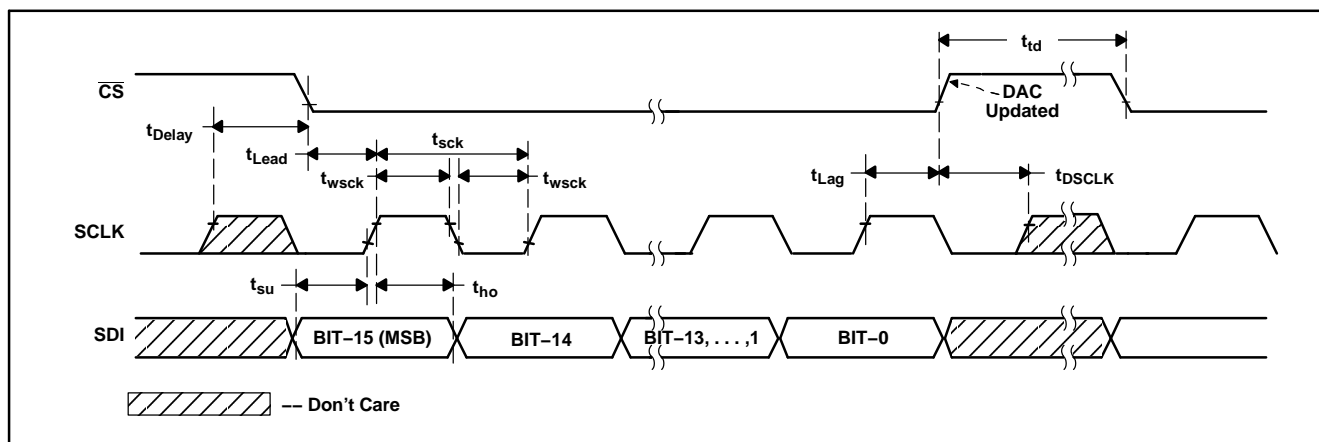 t_td
CS
DAC
Updated
t_Delay
t_Lead
t_sck
t_wsck
t_wsck
t_Lag
t_DSCLK
SCLK
t_su
t_ho
SDI
BIT–15 (MSB)
BIT–14
BIT–13, . . . ,1
BIT–0
–– Don't Care